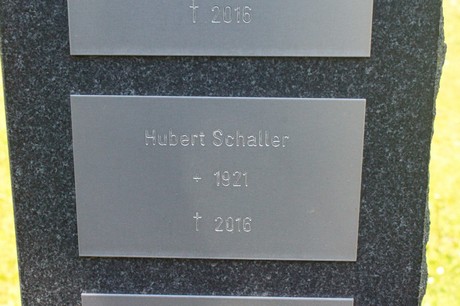 † 2016
Hubert Schaller
+ 1921
† 2016